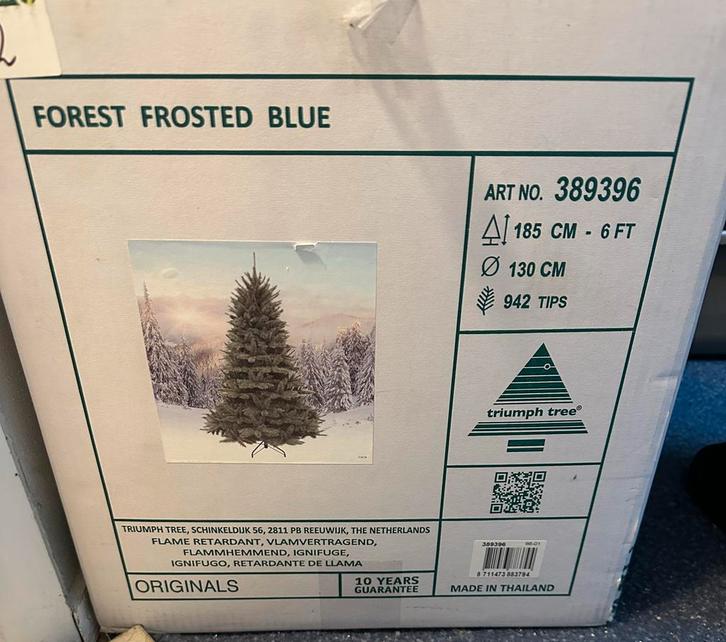 2
FOREST FROSTED BLUE
ART NO. 389396
185 CM - 6 FT
Ø 130 CM
942 TIPS
triumph tree®
TRIUMPH TREE, SCHINKELDIJK 56, 2811 PB REEUWIJK, THE NETHERLANDS
FLAME RETARDANT, VLAMVERTRAGEND,
FLAMMHEMMEND, IGNIFUGE,
IGNIFUGO, RETARDANTE DE LLAMA
ORIGINALS
10 YEARS
GUARANTEE
389396
8 711473 883794
MADE IN THAILAND